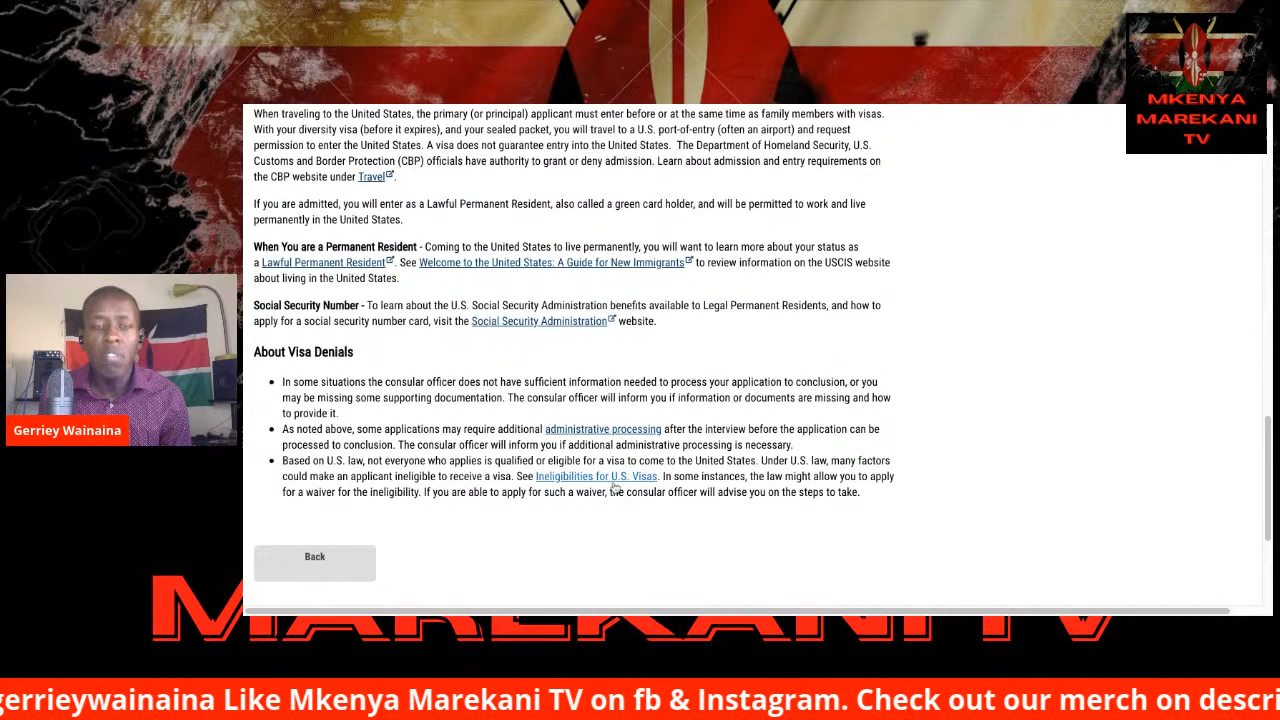 When traveling to the United States, the primary (or principal) applicant must enter before or at the same time as family members with visas.
With your diversity visa (before it expires), and your sealed packet, you will travel to a U.S. port-of-entry (often an airport) and request
permission to enter the United States. A visa does not guarantee entry into the United States. The Department of Homeland Security, U.S.
Customs and Border Protection (CBP) officials have authority to grant or deny admission. Learn about admission and entry requirements on
the CBP website under Travel.
If you are admitted, you will enter as a Lawful Permanent Resident, also called a green card holder, and will be permitted to work and live
permanently in the United States.
When You are a Permanent Resident - Coming to the United States to live permanently, you will want to learn more about your status as
a Lawful Permanent Resident. See Welcome to the United States: A Guide for New Immigrants to review information on the USCIS website
about living in the United States.
Social Security Number - To learn about the U.S. Social Security Administration benefits available to Legal Permanent Residents, and how to
apply for a social security number card, visit the Social Security Administration website.
About Visa Denials
• In some situations the consular officer does not have sufficient information needed to process your application to conclusion, or you
may be missing some supporting documentation. The consular officer will inform you if information or documents are missing and how
to provide it.
• As noted above, some applications may require additional administrative processing after the interview before the application can be
processed to conclusion. The consular officer will inform you if additional administrative processing is necessary.
• Based on U.S. law, not everyone who applies is qualified or eligible for a visa to come to the United States. Under U.S. law, many factors
could make an applicant ineligible to receive a visa. See Ineligibilities for U.S. Visas. In some instances, the law might allow you to apply
for a waiver for the ineligibility. If you are able to apply for such a waiver, the consular officer will advise you on the steps to take.
Back
MKENYA
MAREKANI
TV
Gerriey Wainaina
MAREKANI TV
gerrieywainaina Like Mkenya Marekani TV on fb & Instagram. Check out our merch on descri